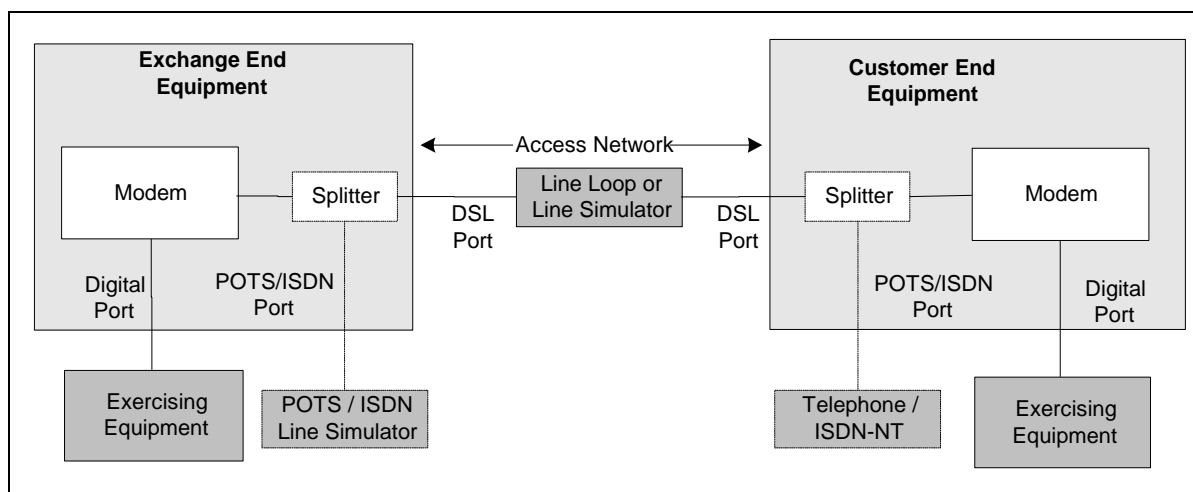 Exchange End
Equipment
Customer End
Equipment
Access Network
Modem
Splitter
Line Loop or
Line Simulator
Splitter
Modem
DSL
Port
DSL
Port
Digital
Port
POTS/ISDN
Port
POTS/ISDN
Port
Digital
Port
Exercising
Equipment
POTS / ISDN
Line Simulator
Telephone /
ISDN-NT
Exercising
Equipment